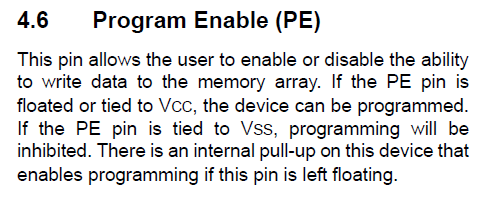 4.6 Program Enable (PE)
This pin allows the user to enable or disable the ability
to write data to the memory array. If the PE pin is
floated or tied to VCC, the device can be programmed.
If the PE pin is tied to VSS, programming will be
inhibited. There is an internal pull-up on this device that
enables programming if this pin is left floating.